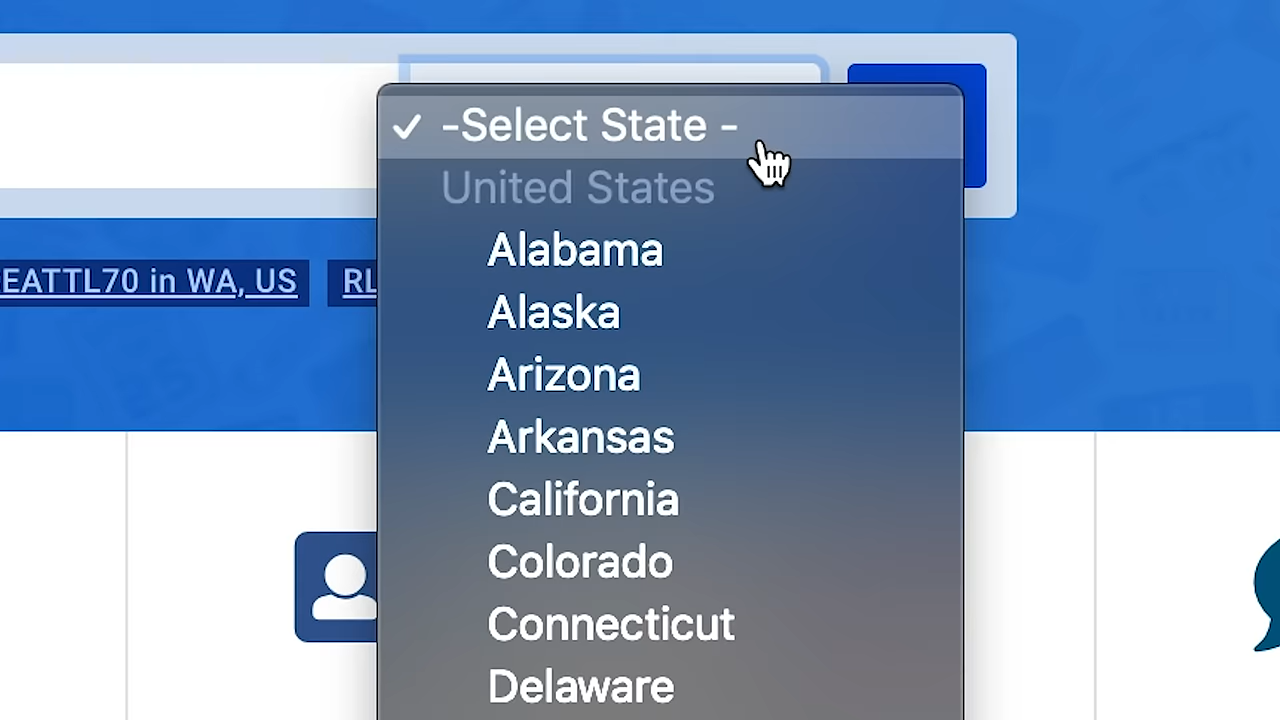 -Select State -
United States
Alabama
EATTL70 in WA, US
RL
Alaska
Arizona
Arkansas
California
Colorado
Connecticut
Delaware